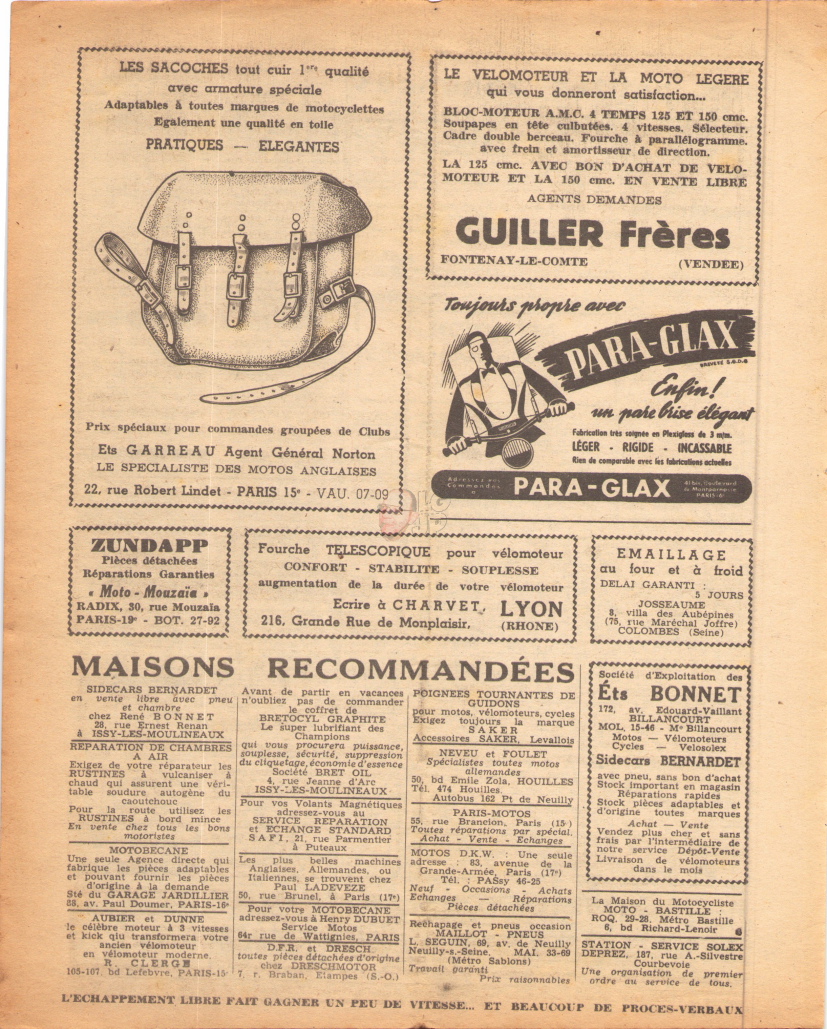 LES SACOCHES tout cuir 1ère qualité
avec armature spéciale
Adaptables à toutes marques de motocyclettes
Egalement une qualité en toile
PRATIQUES — ELEGANTES
Prix spéciaux pour commandes groupées de Clubs
Ets GARREAU Agent Général Norton
LE SPECIALISTE DES MOTOS ANGLAISES
22, rue Robert Lindet - PARIS 15e - VAU. 07-09
LE VELOMOTEUR ET LA MOTO LEGERE
qui vous donneront satisfaction...
BLOC-MOTEUR A.M.C. 4 TEMPS 125 ET 150 cmc.
Soupapes en tête culbutées. 4 vitesses. Sélecteur.
Cadre double berceau. Fourche à parallélogramme.
avec frein et amortisseur de direction.
LA 125 cmc. AVEC BON D'ACHAT DE VELO-
MOTEUR ET LA 150 cmc. EN VENTE LIBRE
AGENTS DEMANDES
GUILLER Frères
FONTENAY-LE-COMTE (VENDEE)
Toujours propre avec
PARA-GLAX
BREVETÉ S.G.D.G
Enfin!
un pare brise élégant
Fabrication très soignée en Plexiglass de 3 m/m.
LÉGER - RIGIDE - INCASSABLE
Rien de comparable avec les fabrications actuelles
Adressez vos
Commandes
à
PARA-GLAX
41 bis, Boulevard
du Montparnasse
PARIS-6e
ZUNDAPP
Pièces détachées
Réparations Garanties
« Moto-Mouzaïa »
RADIX, 30, rue Mouzaïa
PARIS-19e - BOT. 27-92
Fourche TELESCOPIQUE pour vélomoteur
CONFORT - STABILITE - SOUPLESSE
augmentation de la durée de votre vélomoteur
Ecrire à CHARVET,
216, Grande Rue de Monplaisir,
LYON
(RHONE)
EMAILLAGE
au four et à froid
DELAI GARANTI :
5 JOURS
JOSSEAUME
8, villa des Aubépines
(75, rue Maréchal Joffre)
COLOMBES (Seine)
MAISONS RECOMMANDÉES
SIDECARS BERNARDET
en vente libre avec pneu
et chambre
chez René BONNET
28, rue Ernest Renan
à ISSY-LES-MOULINEAUX
REPARATION DE CHAMBRES
A AIR
Exigez de votre réparateur les
RUSTINES à vulcaniser à
chaud qui assurent une véri-
table soudure autogène du
caoutchouc
Pour la route utilisez les
RUSTINES à bord mince
En vente chez tous les bons
motoristes
MOTOBECANE
Une seule Agence directe qui
fabrique les pièces adaptables
et pouvant fournir les pièces
d'origine à la demande
Sté du GARAGE JARDILLIER
38, av. Paul Doumer, PARIS-16e
AUBIER et DUNNE
le célèbre moteur à 3 vitesses
et kick qiu transformera votre
ancien vélomoteur
en vélomoteur moderne.
R. CLERGE
165-167, bd Lefebvre, PARIS-15e
Avant de partir en vacances
n'oubliez pas de commander
le coffret de
BRETOCYL GRAPHITE
Le super lubrifiant des
Champions
qui vous procurera puissance,
souplesse, sécurité, suppression
du cliquetage, économie d'essence
Société BRET OIL
4, rue Jeanne d'Arc
ISSY-LES-MOULINEAUX
Pour vos Volants Magnétiques
adressez-vous au
SERVICE REPARATION
et ECHANGE STANDARD
SAFI, 21, rue Parmentier
à Puteaux
Les plus belles machines
Anglaises, Allemandes, ou
Italiennes, se trouvent chez
Paul LADEVEZE
50, rue Brunel, à Paris (17e)
Pour votre MOTOBECANE
adressez-vous à Henry DUBUET
Service Motos
64r rue de Wattignies, PARIS
D.F.R. et DRESCH.
toutes pièces détachées d'origine
chez DRESCHMOTOR
7, r. Braban, Etampes (S.-O.)
POIGNEES TOURNANTES DE
GUIDONS
pour motos, vélomoteurs, cycles
Exigez toujours la marque
SAKER
Accessoires SAKER, Levallois
NEVEU et FOULET
Spécialistes toutes motos
allemandes
50, bd Emile Zola, HOUILLES
Tél. 474 Houilles.
Autobus 162 Pt de Neuilly
PARIS-MOTOS
55, rue Brancion, Paris (15e)
Toutes réparations par spécial.
Achat - Vente - Echanges
MOTOS D.K.W. : Une seule
adresse : 83, avenue de la
Grande-Armée, Paris (17e)
Tél. : PASsy 46-25
Neuf - Occasions - Achats
Echanges — Réparations
Pièces détachées
Rechapage et pneus occasion
MAILLOT - PNEUS
L. SEGUIN, 69, av. de Neuilly
Neuilly-s.-Seine. MAI. 33-69
(Métro Sablons)
Travail garanti
Prix raisonnables
Société d'Exploitation des
Éts BONNET
172, av. Edouard-Vaillant
BILLANCOURT
MOL. 15-46 - Mo Billancourt
Motos — Vélomoteurs
Cycles — Velosolex
Sidecars BERNARDET
avec pneu, sans bon d'achat
Stock important en magasin
Réparations rapides
Stock pièces adaptables et
d'origine toutes marques
Achat — Vente
Vendez plus cher et sans
frais par l'intermédiaire de
notre service Dépôt-Vente
Livraison de vélomoteurs
dans le mois
La Maison du Motocycliste
MOTO - BASTILLE :
ROQ. 29-28, Métro Bastille
6, bd Richard-Lenoir 6
STATION - SERVICE SOLEX
DEPREZ, 187, rue A.-Silvestre
Courbevoie
Une organisation de premier
ordre au service de tous.
L'ECHAPPEMENT LIBRE FAIT GAGNER UN PEU DE VITESSE... ET BEAUCOUP DE PROCES-VERBAUX